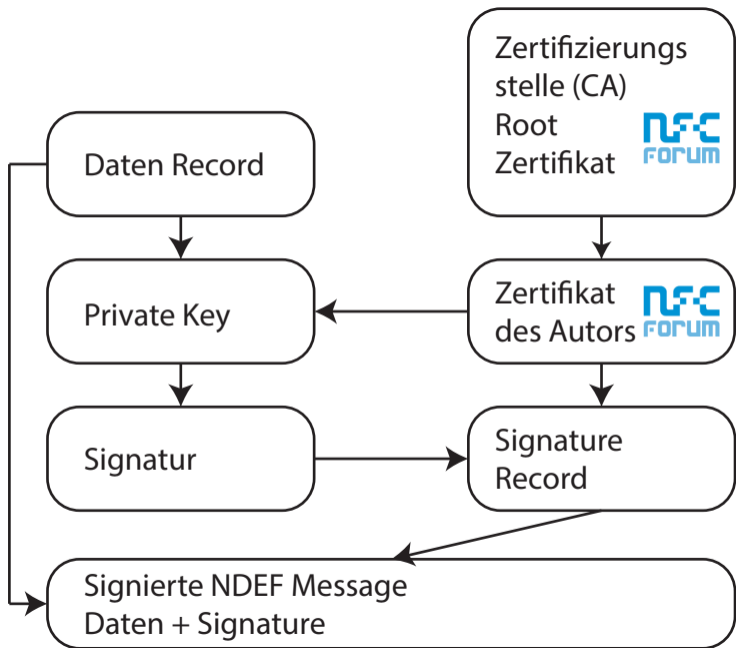 Zertifizierungs
stelle (CA)
Root
Zertifikat
NFC
Forum
Daten Record
Private Key
Zertifikat
des Autors
NFC
Forum
Signatur
Signature
Record
Signierte NDEF Message
Daten + Signature